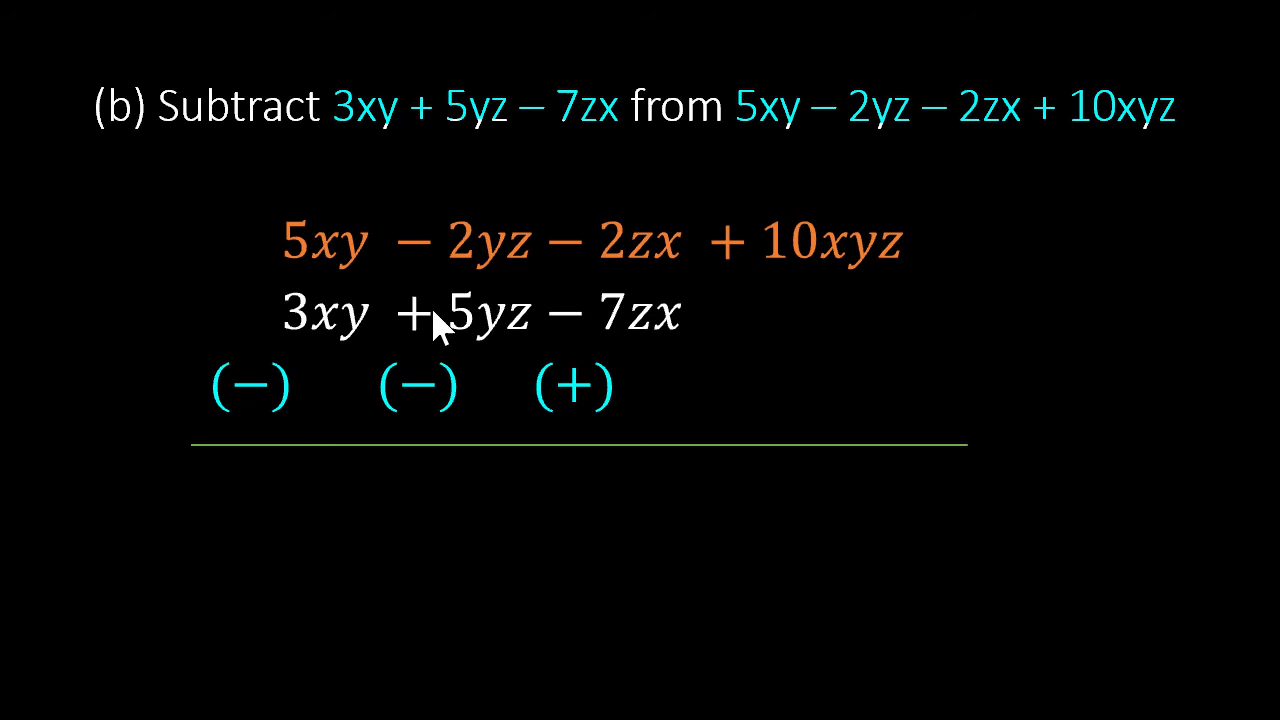 (b) Subtract 3xy + 5yz – 7zx from 5xy – 2yz – 2zx + 10xyz
5xy − 2yz − 2zx + 10xyz
3xy + 5yz − 7zx
(−) (−) (+)